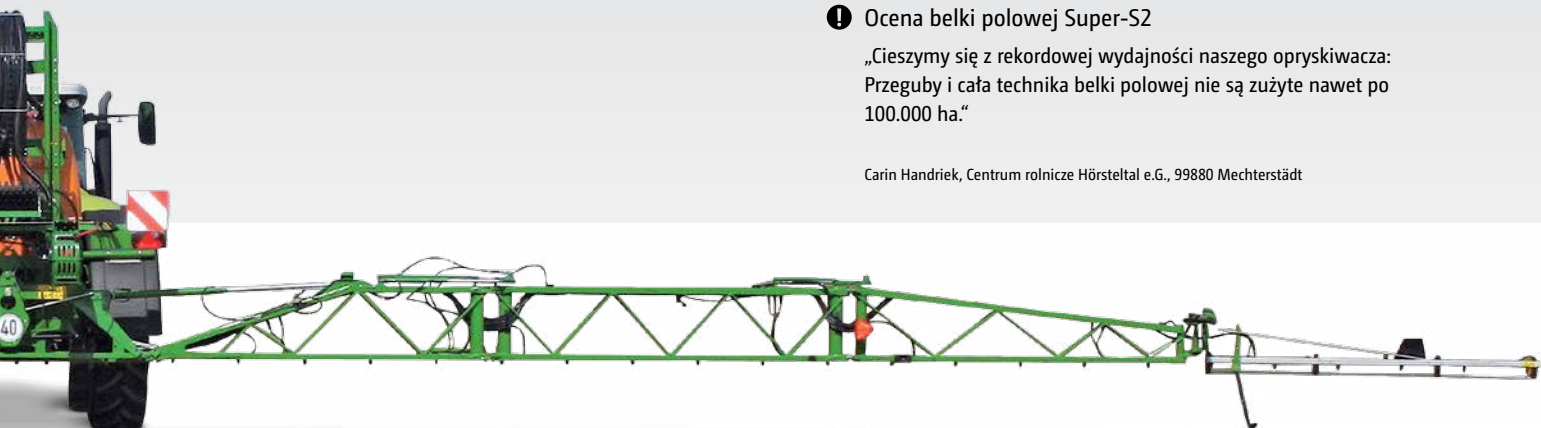 Ocena belki polowej Super-S2
„Cieszymy się z rekordowej wydajności naszego opryskiwacza:
Przeguby i cała technika belki polowej nie są zużyte nawet po
100.000 ha.“
Carin Handriek, Centrum rolnicze Hörsteltal e.G., 99880 Mechterstädt
40